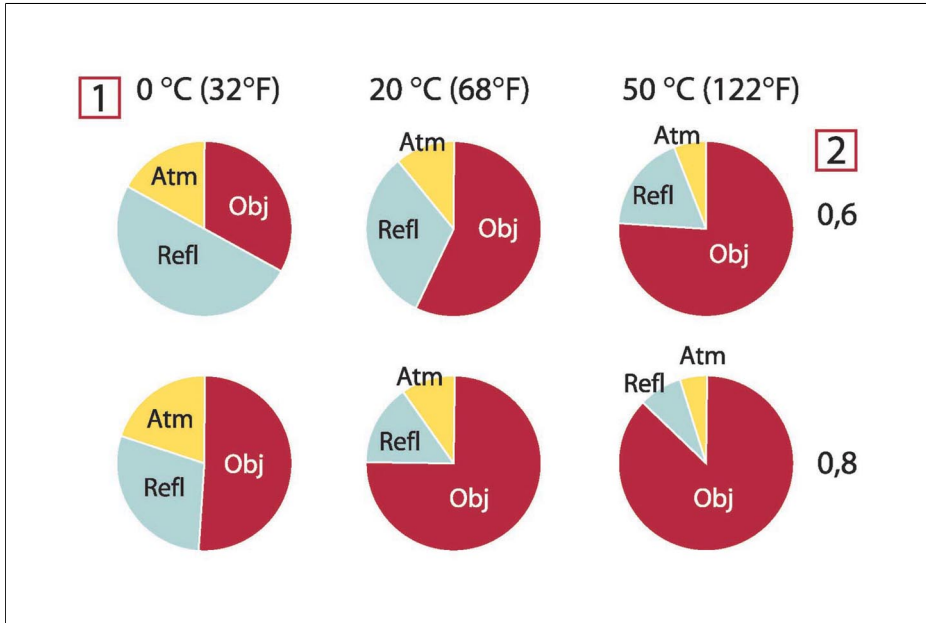 1 0 °C (32°F) 20 °C (68°F) 50 °C (122°F)
2
0,6
Atm Obj Refl
Atm Refl Obj
Atm Refl Obj
0,8
Atm Obj Refl
Atm Refl Obj
Atm Refl Obj